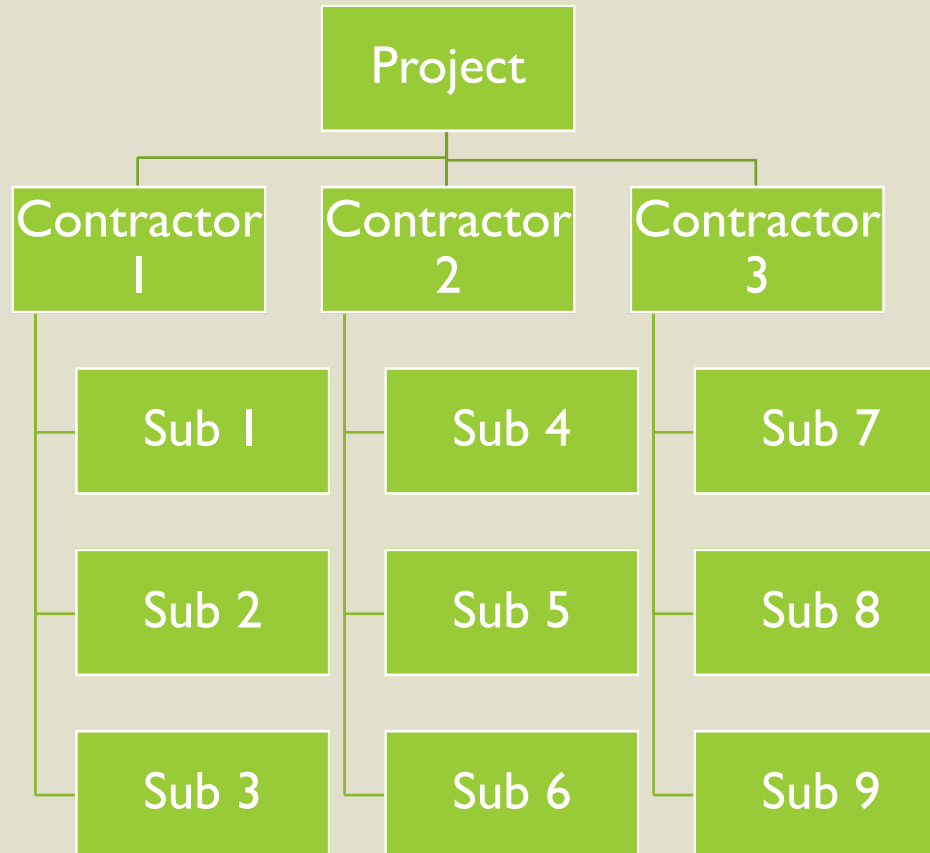 Project
Contractor
1
Contractor
2
Contractor
3
Sub 1
Sub 4
Sub 7
Sub 2
Sub 5
Sub 8
Sub 3
Sub 6
Sub 9